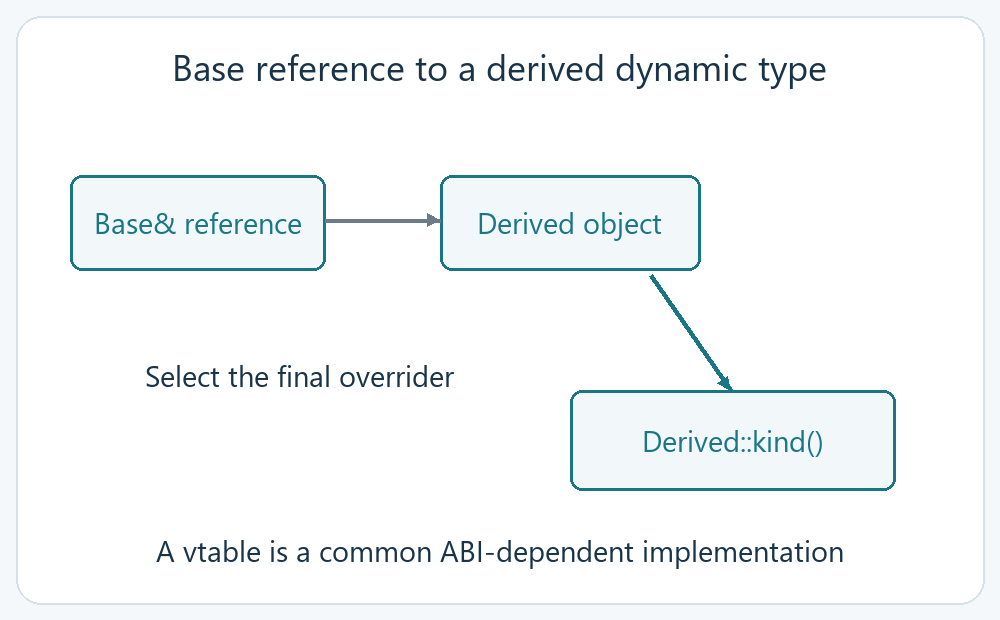 Base reference to a derived dynamic type
Base& reference
Derived object
Select the final overrider
Derived::kind()
A vtable is a common ABI-dependent implementation